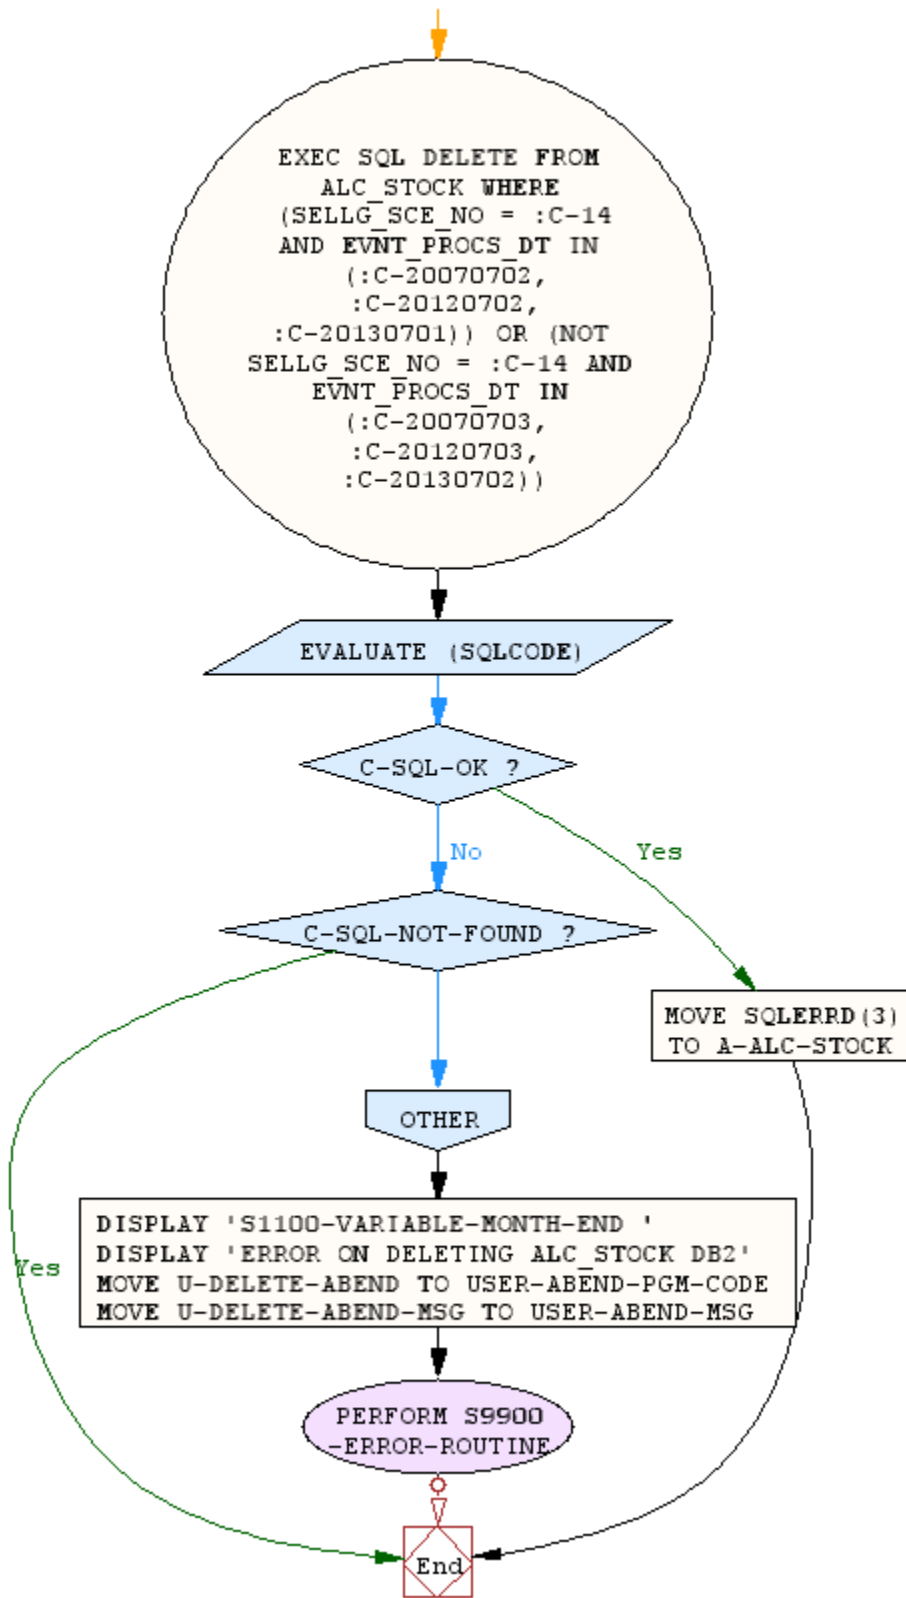 EXEC SQL DELETE FROM
ALC_STOCK WHERE
(SELLG_SCE_NO = :C-14
AND EVNT_PROCS_DT IN
(:C-20070702,
:C-20120702,
:C-20130701)) OR (NOT
SELLG_SCE_NO = :C-14 AND
EVNT_PROCS_DT IN
(:C-20070703,
:C-20120703,
:C-20130702))
EVALUATE (SQLCODE)
C-SQL-OK ?
No
Yes
C-SQL-NOT-FOUND ?
MOVE SQLERRD(3)
TO A-ALC-STOCK
OTHER
DISPLAY 'S1100-VARIABLE-MONTH-END '
DISPLAY 'ERROR ON DELETING ALC_STOCK DB2'
MOVE U-DELETE-ABEND TO USER-ABEND-PGM-CODE
MOVE U-DELETE-ABEND-MSG TO USER-ABEND-MSG
Yes
PERFORM S9900
-ERROR-ROUTINE
End